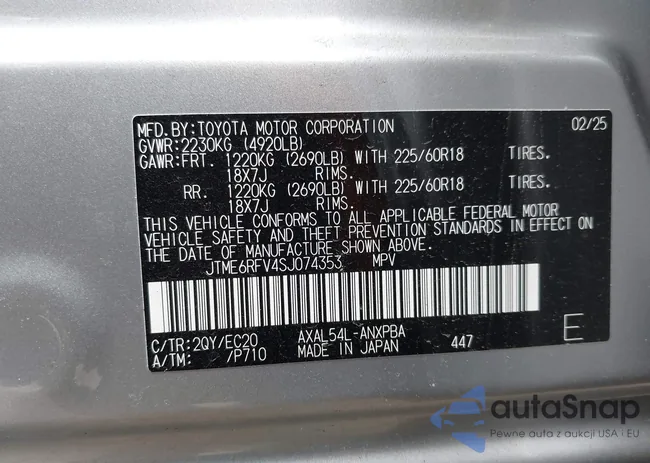 MFD.BY:TOYOTA MOTOR CORPORATION 02/25
GVWR:2230KG (4920LB)
GAWR:FRT. 1220KG (2690LB) WITH 225/60R18 TIRES.
18X7J RIMS.
RR. 1220KG (2690LB) WITH 225/60R18 TIRES.
18X7J RIMS.
THIS VEHICLE CONFORMS TO ALL APPLICABLE FEDERAL MOTOR
VEHICLE SAFETY AND THEFT PREVENTION STANDARDS IN EFFECT ON
THE DATE OF MANUFACTURE SHOWN ABOVE.
JTME6RFV4SJ074353 MPV
C/TR:2QY/EC20 AXAL54L-ANXPBA 447 E
A/TM: /P710 MADE IN JAPAN
autoSnap
Pewne auta z aukcji USA i EU